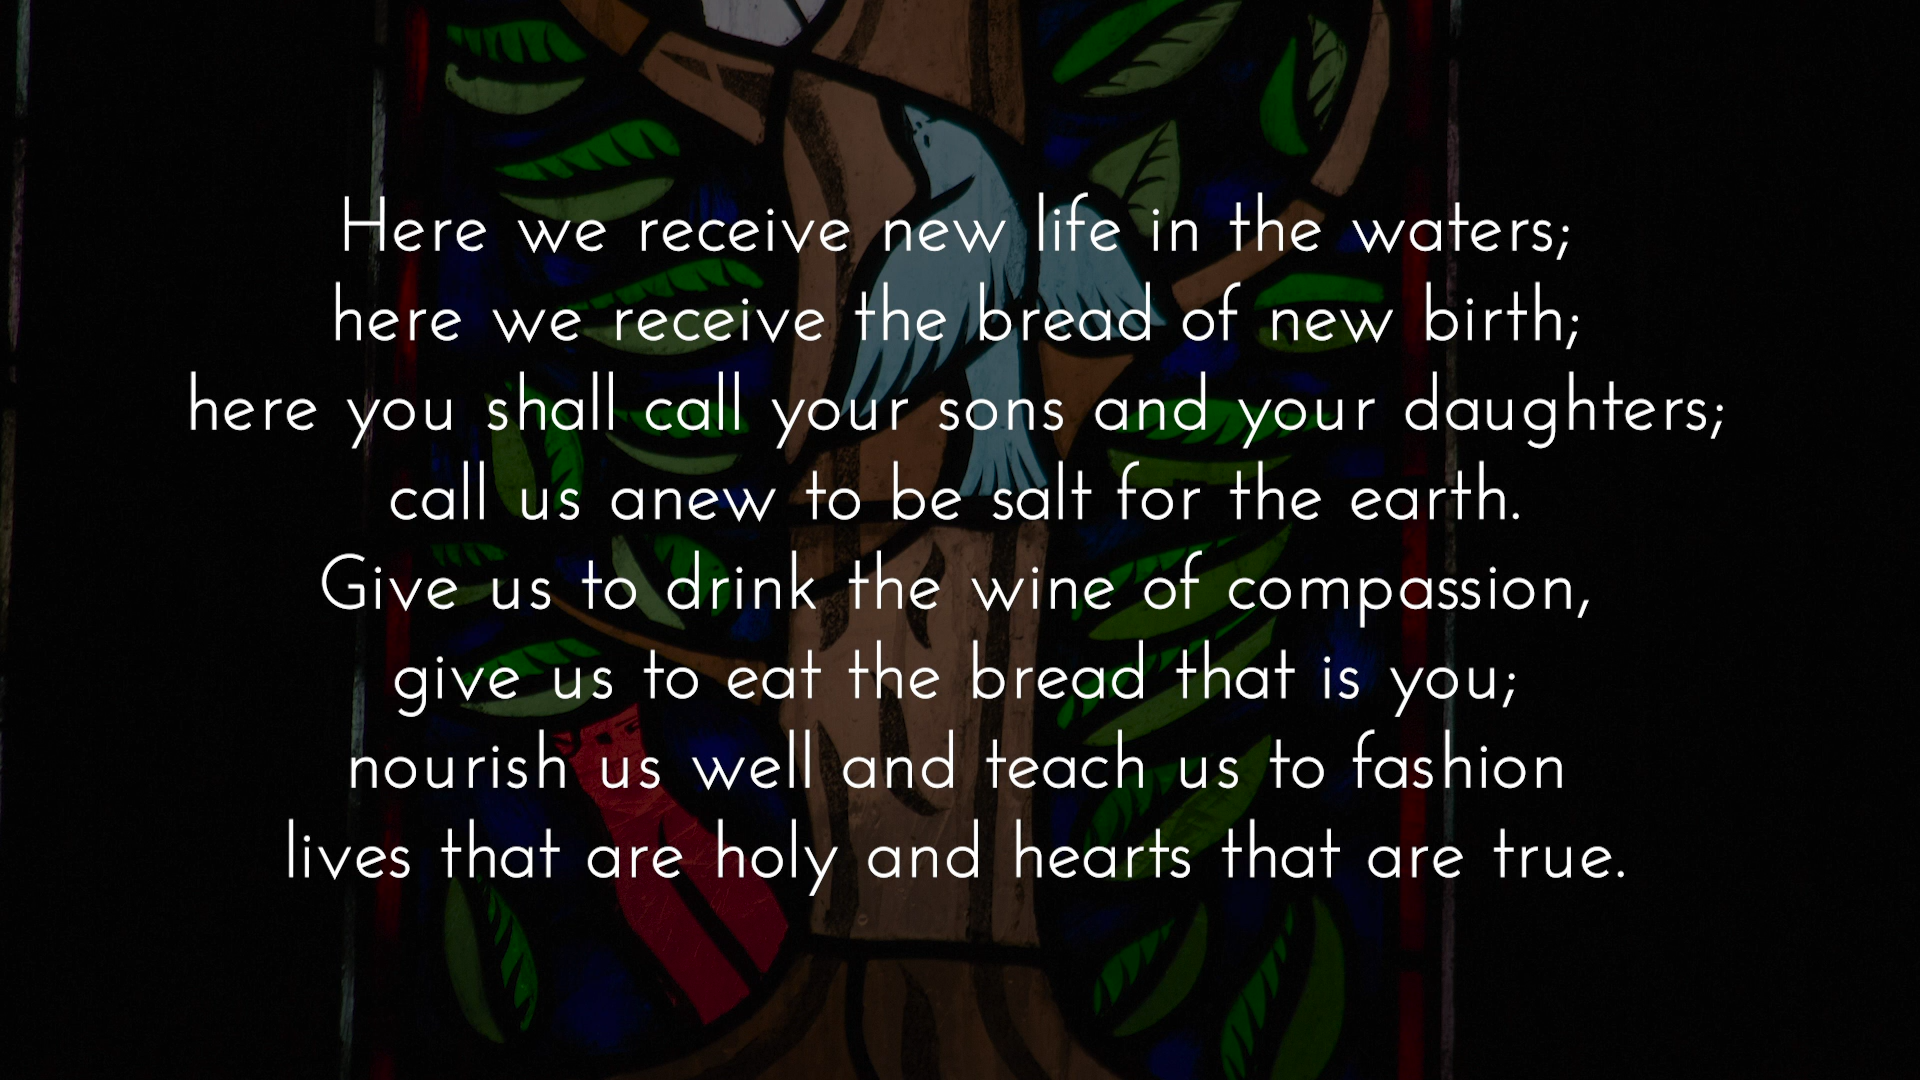 Here we receive new life in the waters;
here we receive the bread of new birth;
here you shall call your sons and your daughters;
call us anew to be salt for the earth.
Give us to drink the wine of compassion,
give us to eat the bread that is you;
nourish us well and teach us to fashion
lives that are holy and hearts that are true.